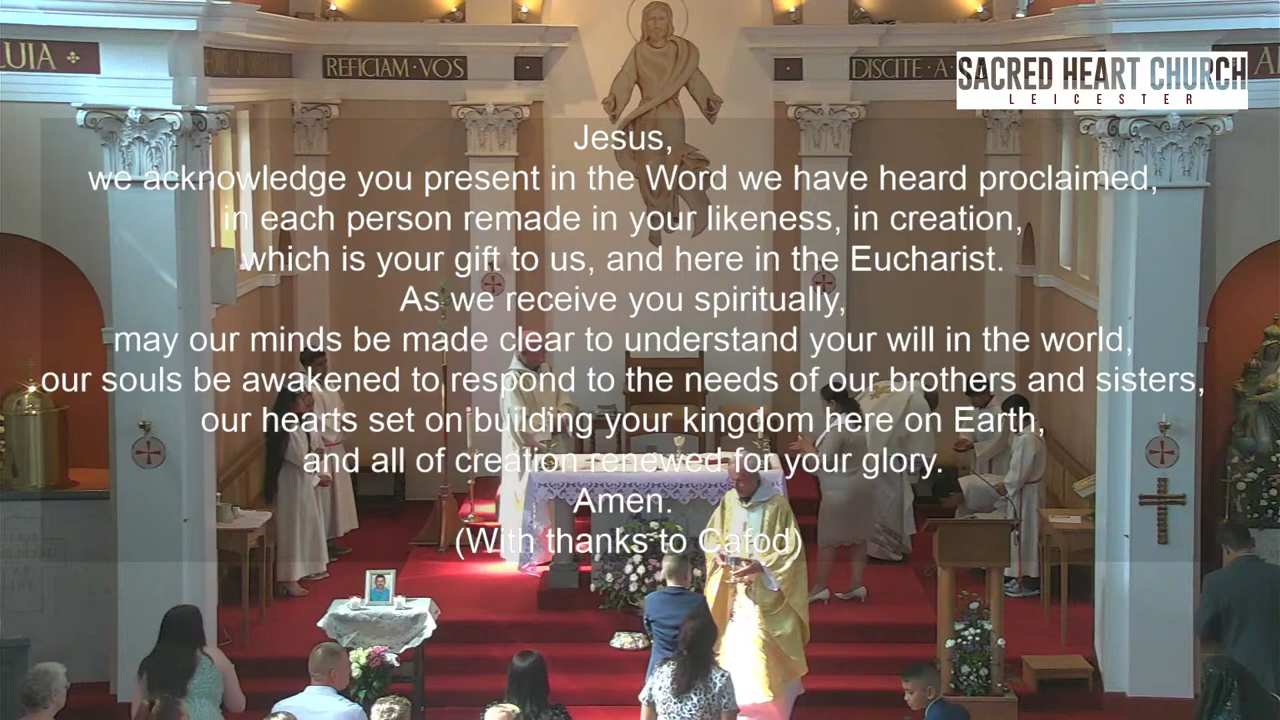 LUIA
REFICIAM·VOS
DISCITE·A·
SACRED HEART CHURCH
LEICESTER
Jesus,
we acknowledge you present in the Word we have heard proclaimed,
in each person remade in your likeness, in creation,
which is your gift to us, and here in the Eucharist.
As we receive you spiritually,
may our minds be made clear to understand your will in the world,
our souls be awakened to respond to the needs of our brothers and sisters,
our hearts set on building your kingdom here on Earth,
and all of creation renewed for your glory.
Amen.
(With thanks to Cafod)